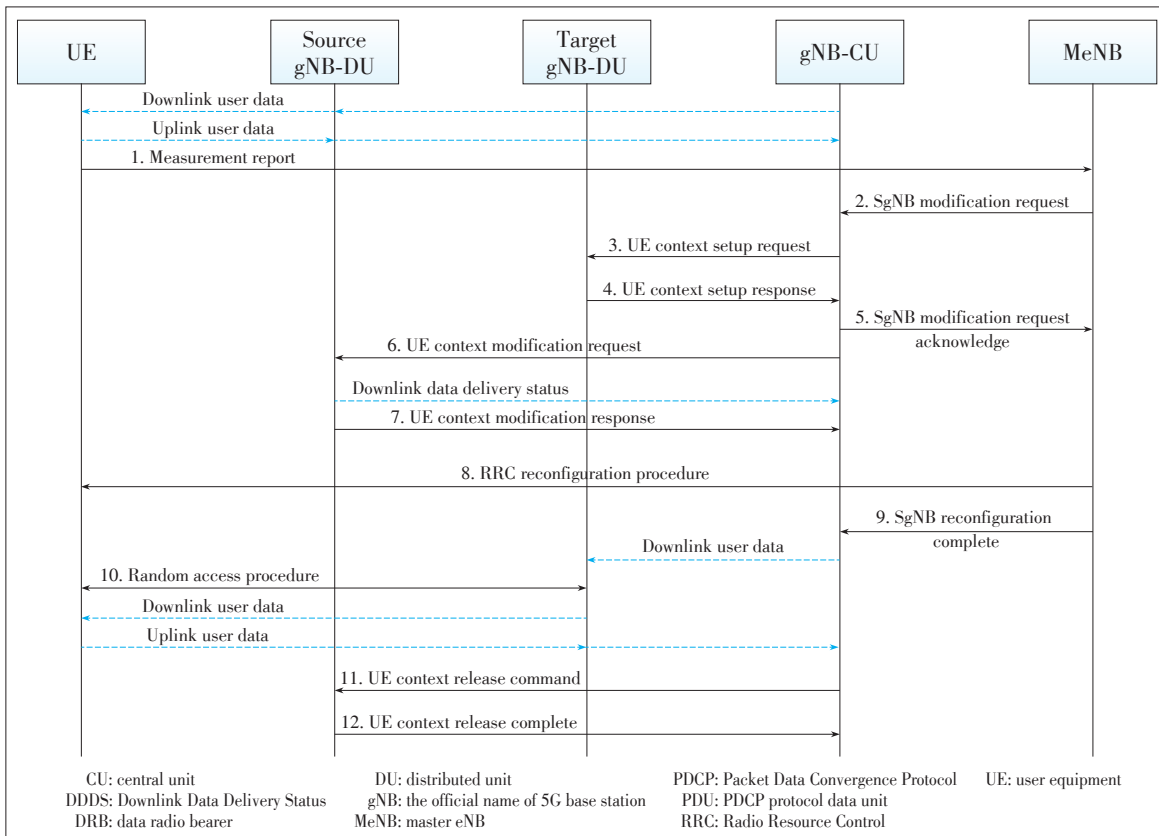 UE
Source
gNB-DU
Target
gNB-DU
gNB-CU
MeNB
Downlink user data
Uplink user data
1. Measurement report
2. SgNB modification request
3. UE context setup request
4. UE context setup response
5. SgNB modification request
acknowledge
6. UE context modification request
Downlink data delivery status
7. UE context modification response
8. RRC reconfiguration procedure
9. SgNB reconfiguration
complete
Downlink user data
10. Random access procedure
Downlink user data
Uplink user data
11. UE context release command
12. UE context release complete
CU: central unit
DDDS: Downlink Data Delivery Status
DRB: data radio bearer
DU: distributed unit
gNB: the official name of 5G base station
MeNB: master eNB
PDCP: Packet Data Convergence Protocol
PDU: PDCP protocol data unit
RRC: Radio Resource Control
UE: user equipment